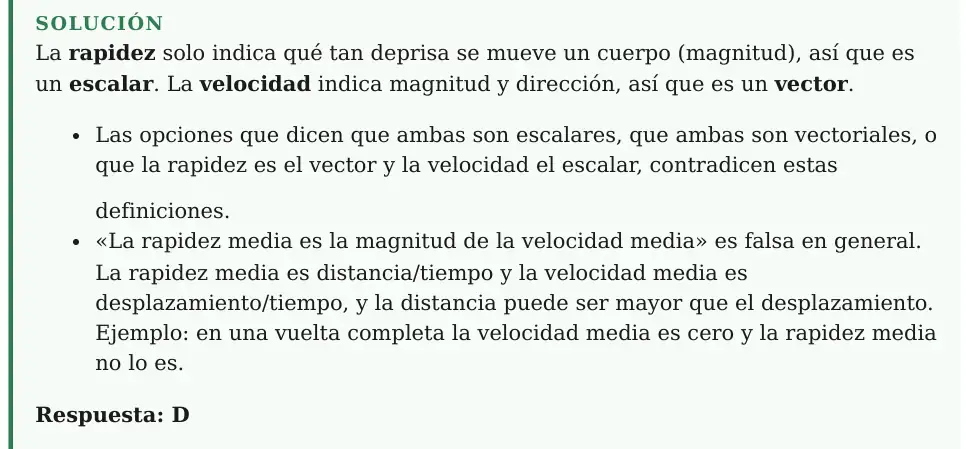 SOLUCIÓN
La rapidez solo indica qué tan deprisa se mueve un cuerpo (magnitud), así que es
un escalar. La velocidad indica magnitud y dirección, así que es un vector.
• Las opciones que dicen que ambas son escalares, que ambas son vectoriales, o
que la rapidez es el vector y la velocidad el escalar, contradicen estas
definiciones.
• «La rapidez media es la magnitud de la velocidad media» es falsa en general.
La rapidez media es distancia/tiempo y la velocidad media es
desplazamiento/tiempo, y la distancia puede ser mayor que el desplazamiento.
Ejemplo: en una vuelta completa la velocidad media es cero y la rapidez media
no lo es.
Respuesta: D